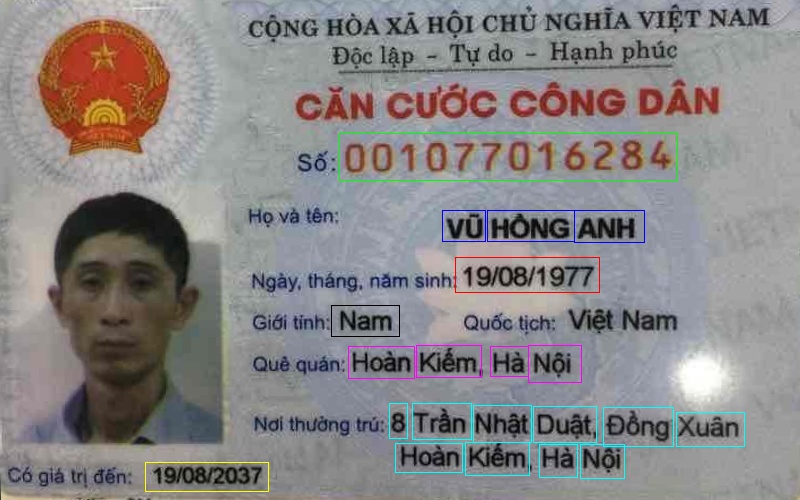 CỘNG HÒA XÃ HỘI CHỦ NGHĨA VIỆT NAM
Độc lập - Tự do - Hạnh phúc
CĂN CƯỚC CÔNG DÂN
Số: 001077016284
Họ và tên: VŨ HỒNG ANH
Ngày, tháng, năm sinh: 19/08/1977
Giới tính: Nam Quốc tịch: Việt Nam
Quê quán: Hoàn Kiếm, Hà Nội
Nơi thường trú: 8 Trần Nhật Duật, Đồng Xuân
Hoàn Kiếm, Hà Nội
Có giá trị đến: 19/08/2037